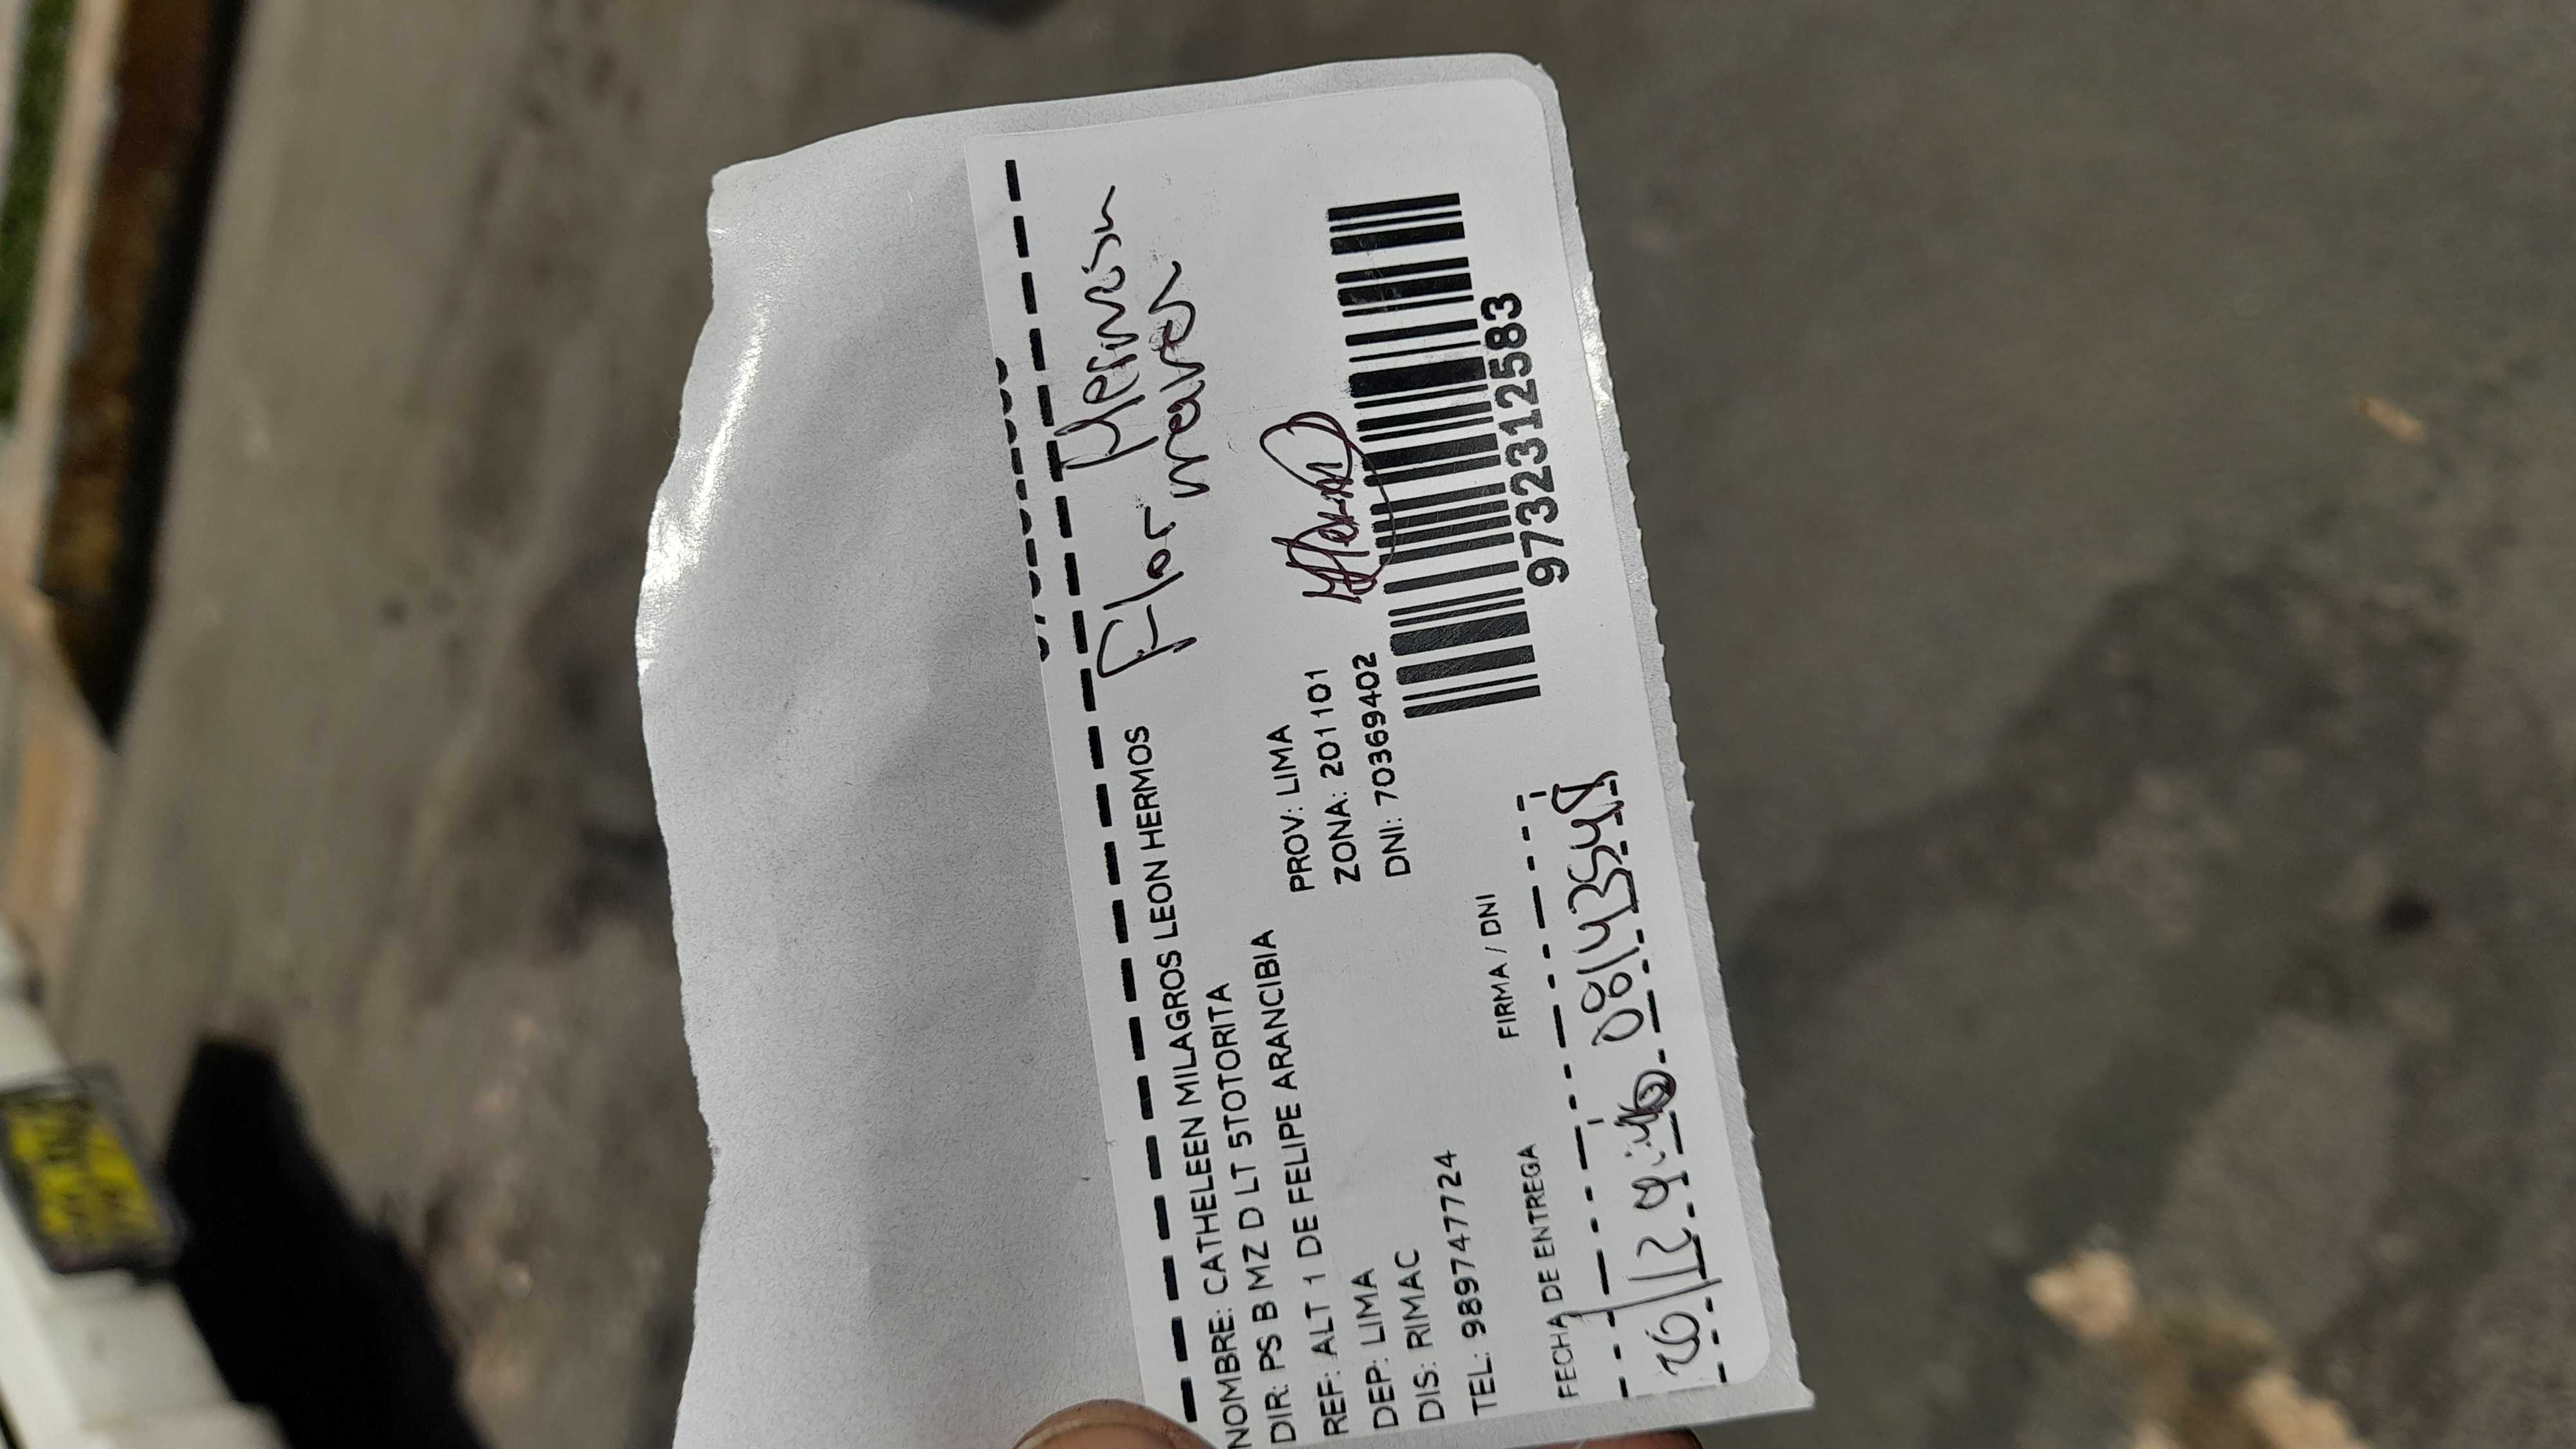 NOMBRE: CATHELEEN MILAGROS LEON HERMOS
Flor Hermosa
DIR: PS B MZ D LT 5TOTORITA
REF: ALT 1 DE FELIPE ARANCIBIA
DEP: LIMA
PROV: LIMA
DIS: RIMAC
ZONA: 201101
TEL: 989747724
DNI: 70369402
9732312583
FECHA DE ENTREGA
FIRMA / DNI
08143548